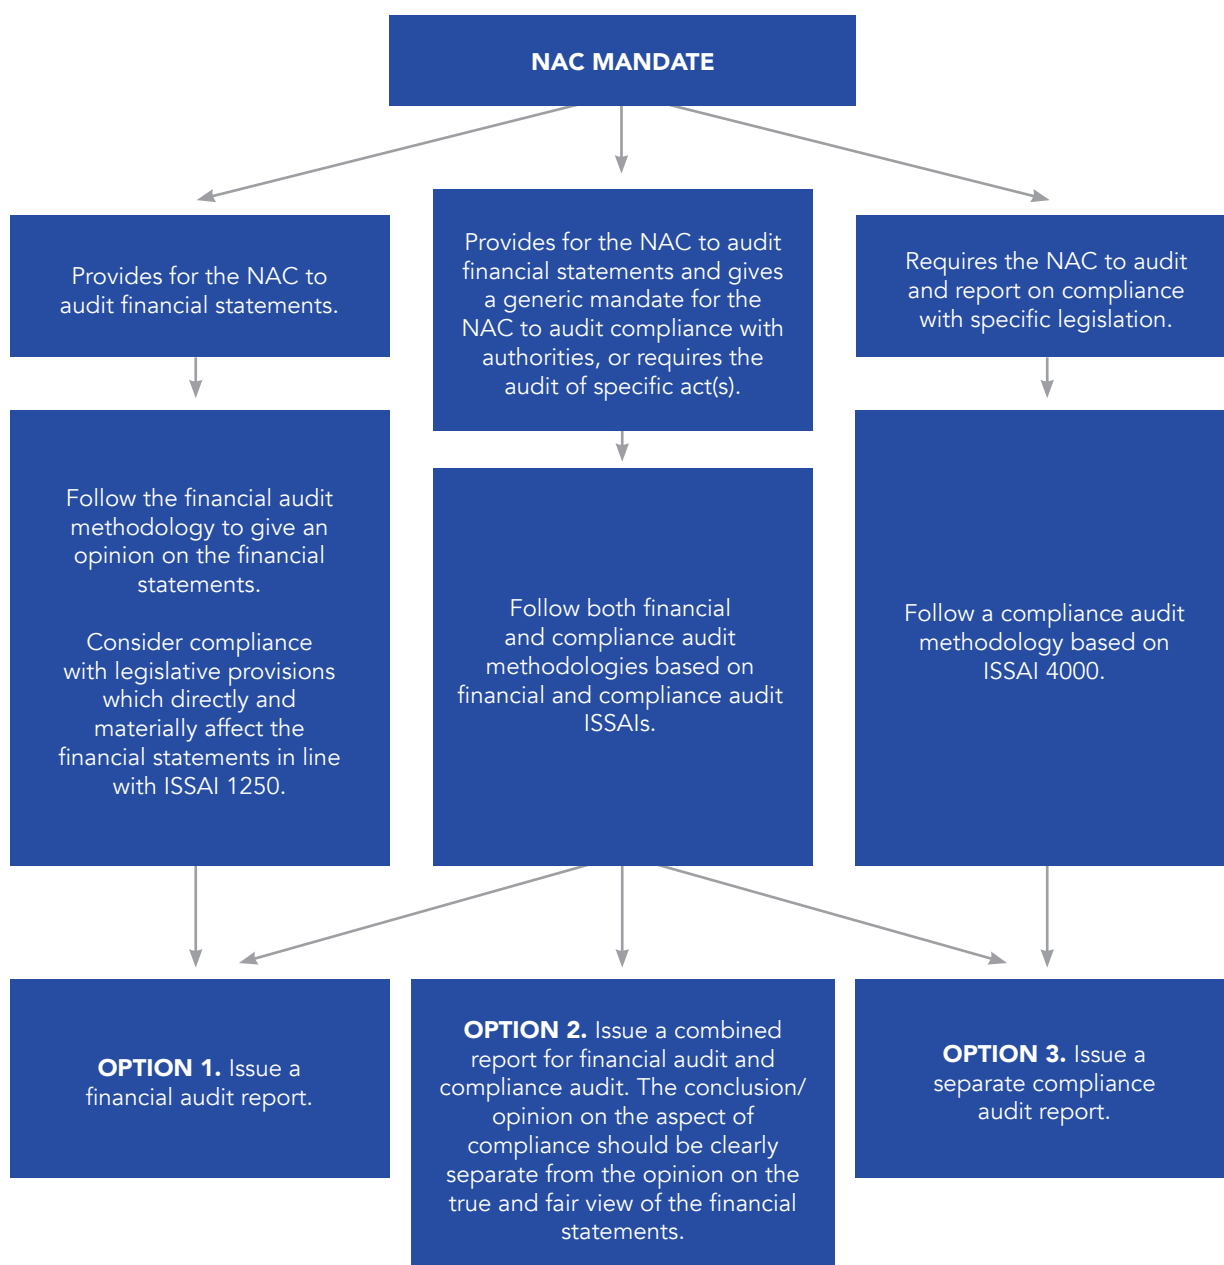 NAC MANDATE
Provides for the NAC to
audit financial statements.
Provides for the NAC to audit
financial statements and gives
a generic mandate for the
NAC to audit compliance with
authorities, or requires the
audit of specific act(s).
Requires the NAC to audit
and report on compliance
with specific legislation.
Follow the financial audit
methodology to give an
opinion on the financial
statements.
Consider compliance
with legislative provisions
which directly and
materially affect the
financial statements in line
with ISSAI 1250.
Follow both financial
and compliance audit
methodologies based on
financial and compliance audit
ISSAIs.
Follow a compliance audit
methodology based on
ISSAI 4000.
OPTION 1. Issue a
financial audit report.
OPTION 2. Issue a combined
report for financial audit and
compliance audit. The conclusion/
opinion on the aspect of
compliance should be clearly
separate from the opinion on the
true and fair view of the financial
statements.
OPTION 3. Issue a
separate compliance
audit report.